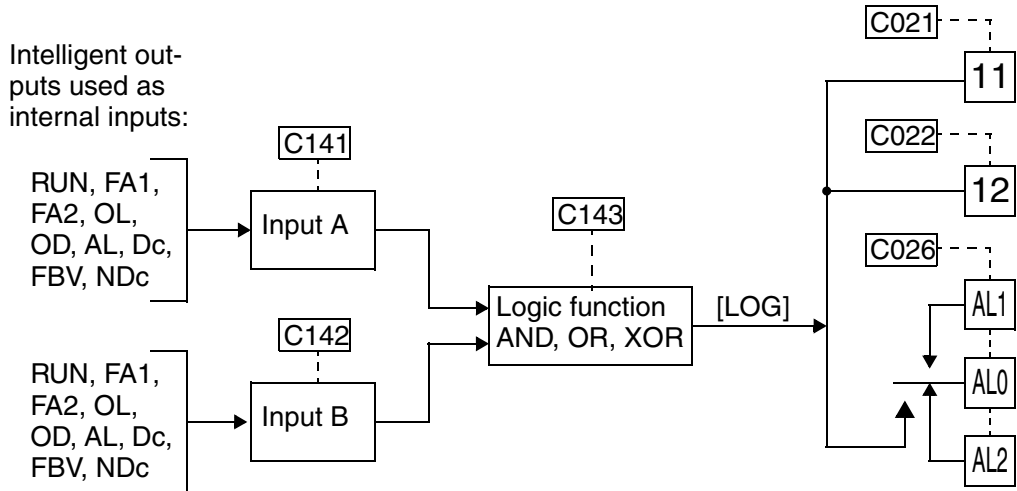 Intelligent out-
puts used as
internal inputs:
RUN, FA1,
FA2, OL,
OD, AL, Dc,
FBV, NDc
C141
Input A
RUN, FA1,
FA2, OL,
OD, AL, Dc,
FBV, NDc
C142
Input B
C143
Logic function
AND, OR, XOR
[LOG]
C021
11
C022
12
C026
AL1
AL0
AL2